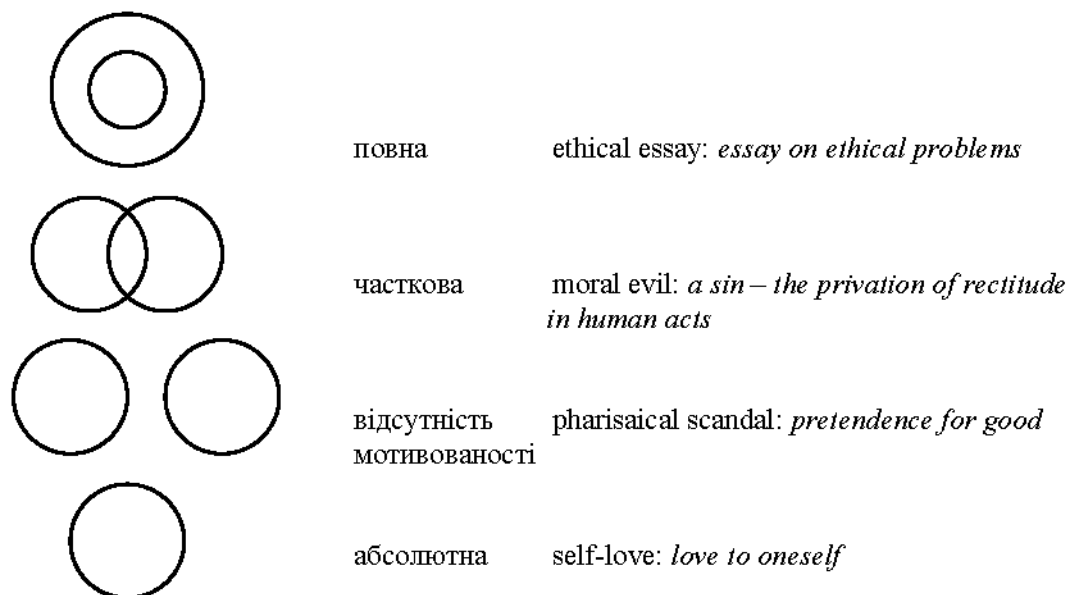 повна ethical essay: essay on ethical problems
часткова moral evil: a sin – the privation of rectitude
in human acts
відсутність pharisaical scandal: pretendence for good
мотивованості
абсолютна self-love: love to oneself